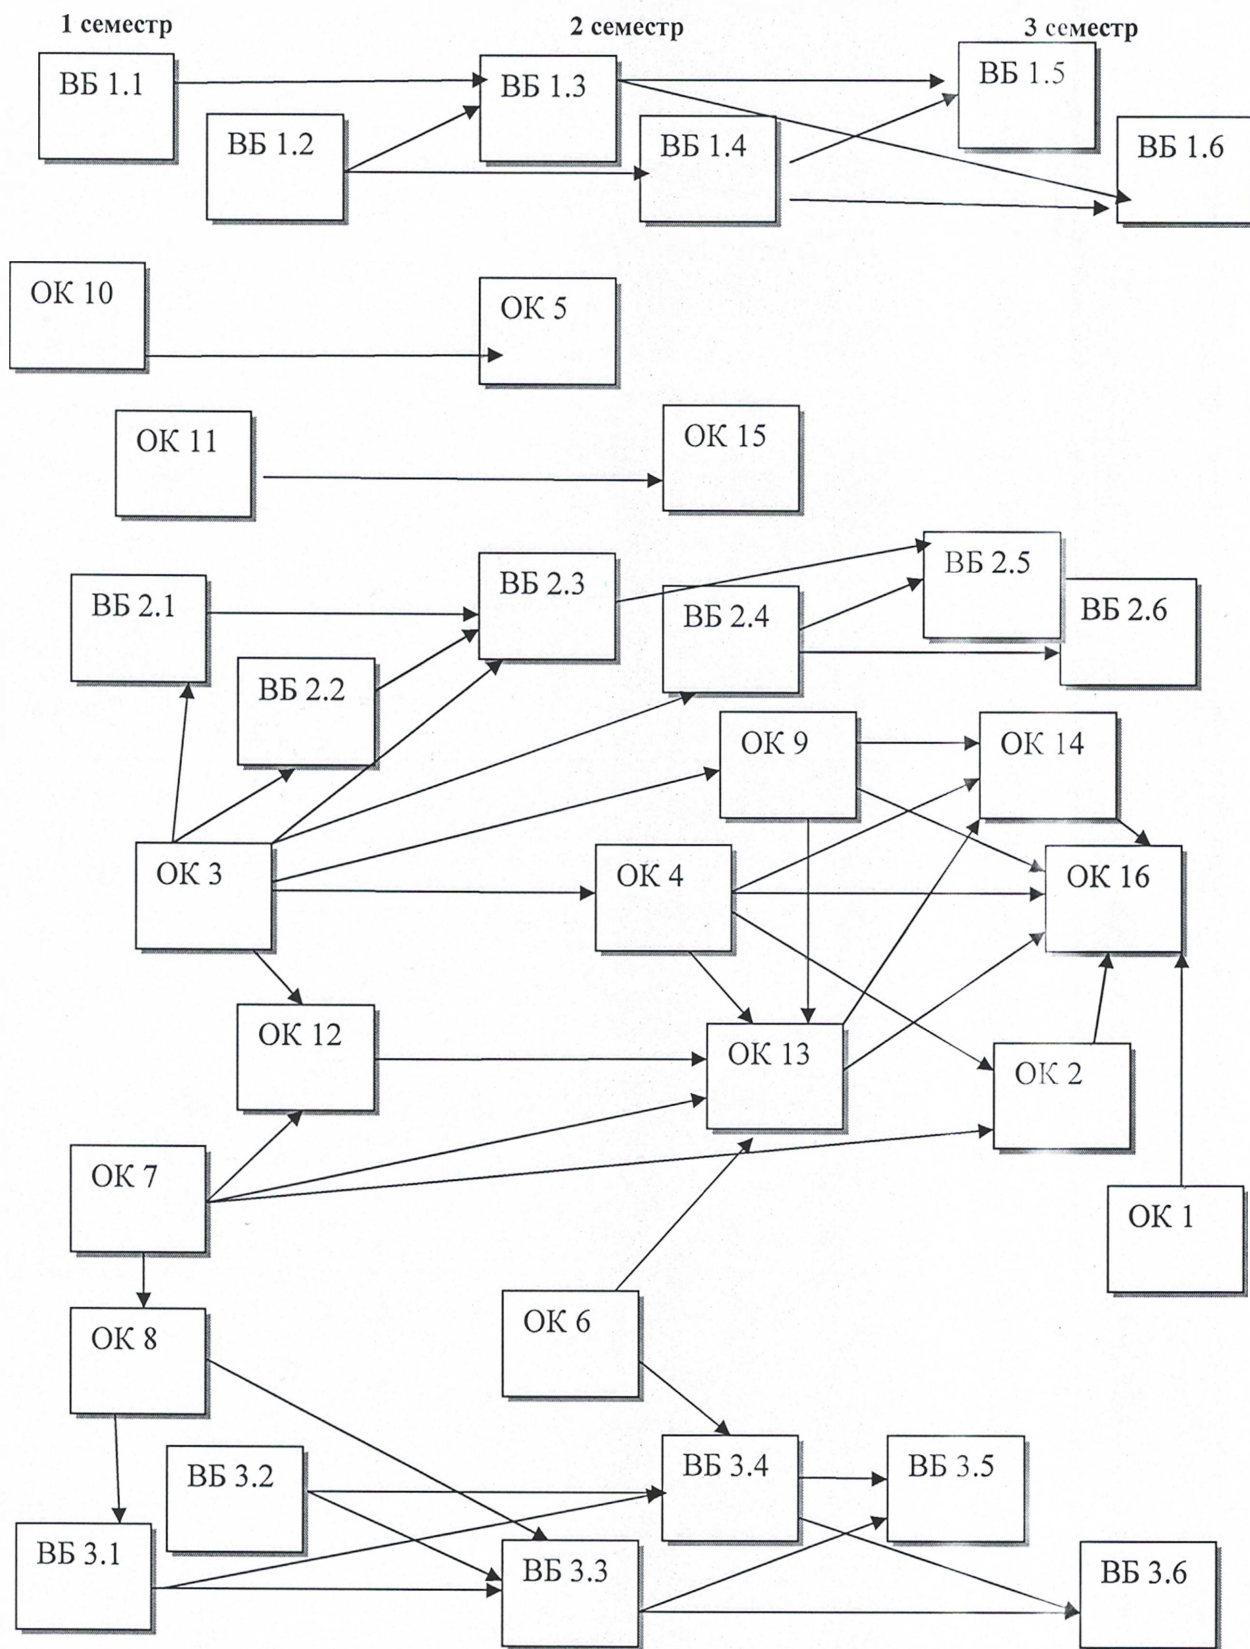 1 семестр 2 семестр 3 семестр
ВБ 1.1
ВБ 1.2
ВБ 1.3
ВБ 1.4
ВБ 1.5
ВБ 1.6
ОК 10
ОК 5
ОК 11
ОК 15
ВБ 2.1
ВБ 2.2
ВБ 2.3
ВБ 2.4
ВБ 2.5
ВБ 2.6
ОК 9
ОК 14
ОК 3
ОК 4
ОК 16
ОК 12
ОК 13
ОК 2
ОК 7
ОК 1
ОК 8
ОК 6
ВБ 3.2
ВБ 3.4
ВБ 3.5
ВБ 3.1
ВБ 3.3
ВБ 3.6